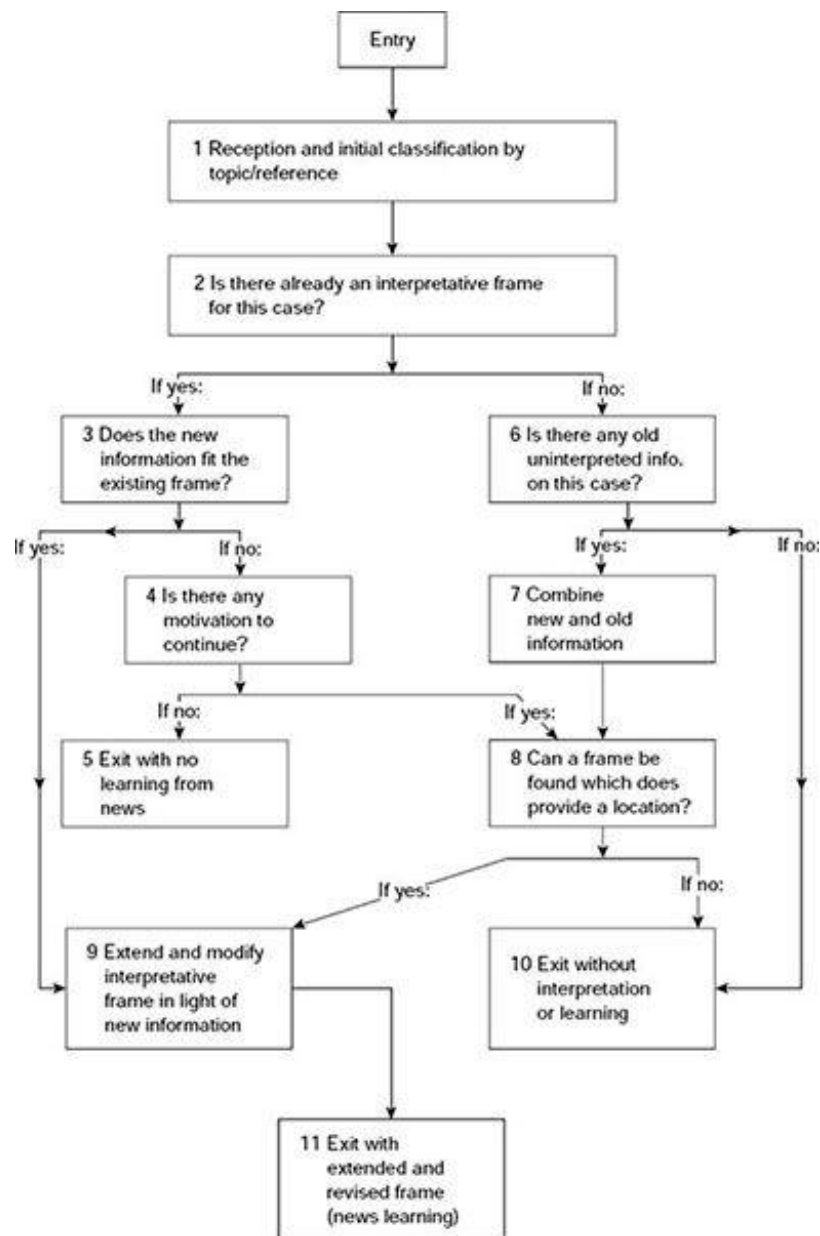 Entry
1 Reception and initial classification by
topic/reference
2 Is there already an interpretative frame
for this case?
If yes:
If no:
3 Does the new
information fit the
existing frame?
6 Is there any old
uninterpreted info.
on this case?
If yes:
If no:
If yes:
If no:
4 Is there any
motivation to
continue?
7 Combine
new and old
information
If no:
If yes:
5 Exit with no
learning from
news
8 Can a frame be
found which does
provide a location?
If yes:
If no:
9 Extend and modify
interpretative
frame in light of
new information
10 Exit without
interpretation
or learning
11 Exit with
extended and
revised frame
(news learning)